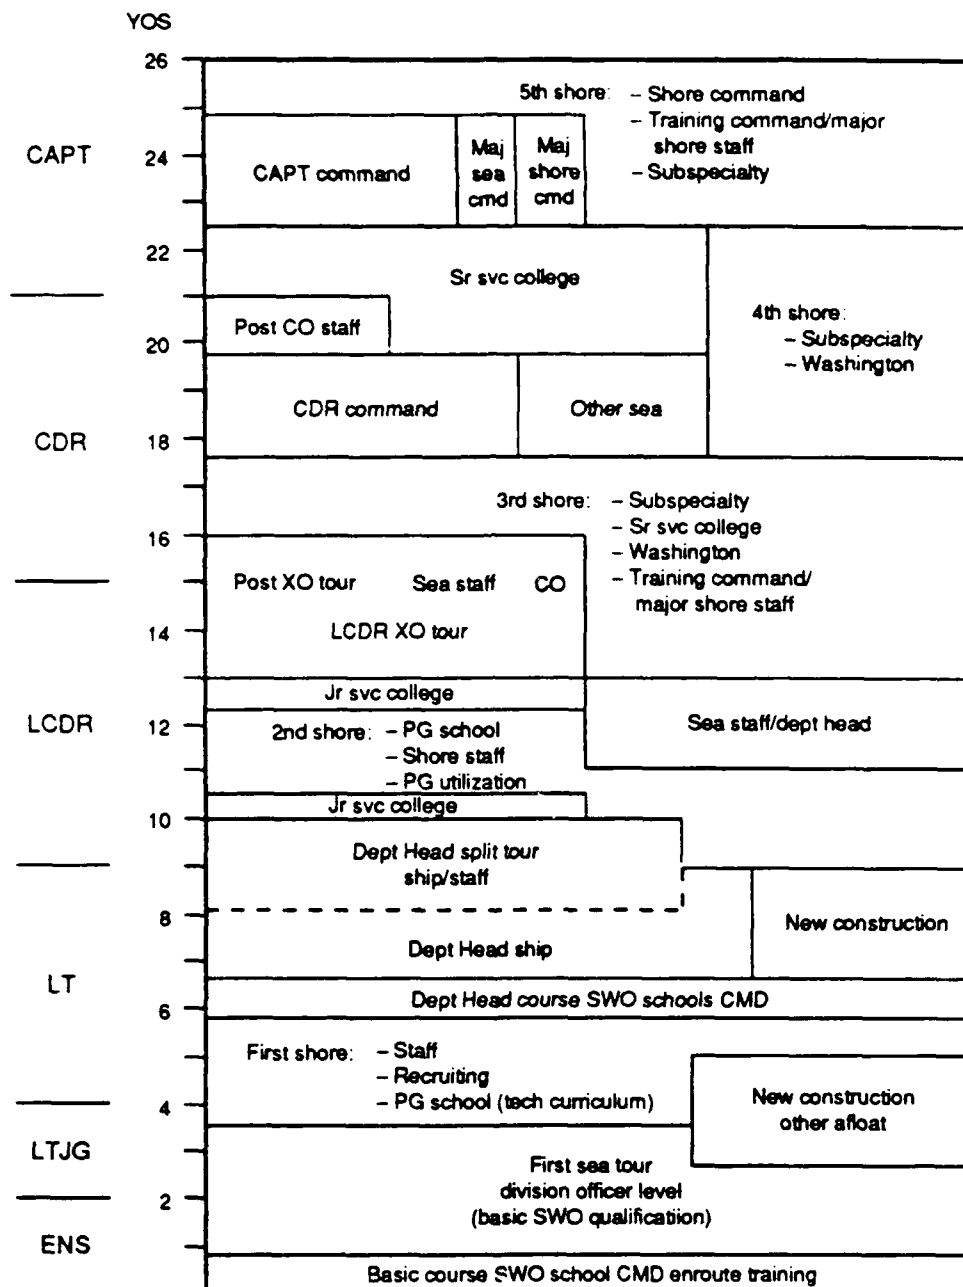 YOS
26
5th shore: – Shore command
– Training command/major
shore staff
– Subspecialty
CAPT
24
CAPT command
Maj
sea
cmd
Maj
shore
cmd
22
Sr svc college
4th shore:
– Subspecialty
– Washington
Post CO staff
20
CDR command
Other sea
CDR
18
3rd shore: – Subspecialty
– Sr svc college
– Washington
– Training command/
major shore staff
16
Post XO tour Sea staff CO
LCDR XO tour
14
Jr svc college
LCDR
12
2nd shore: – PG school
– Shore staff
– PG utilization
Sea staff/dept head
Jr svc college
10
Dept Head split tour
ship/staff
8
New construction
Dept Head ship
LT
Dept Head course SWO schools CMD
6
First shore: – Staff
– Recruiting
– PG school (tech curriculum)
New construction
other afloat
4
LTJG
First sea tour
division officer level
(basic SWO qualificatiion)
2
ENS
Basic course SWO school CMD enroute training